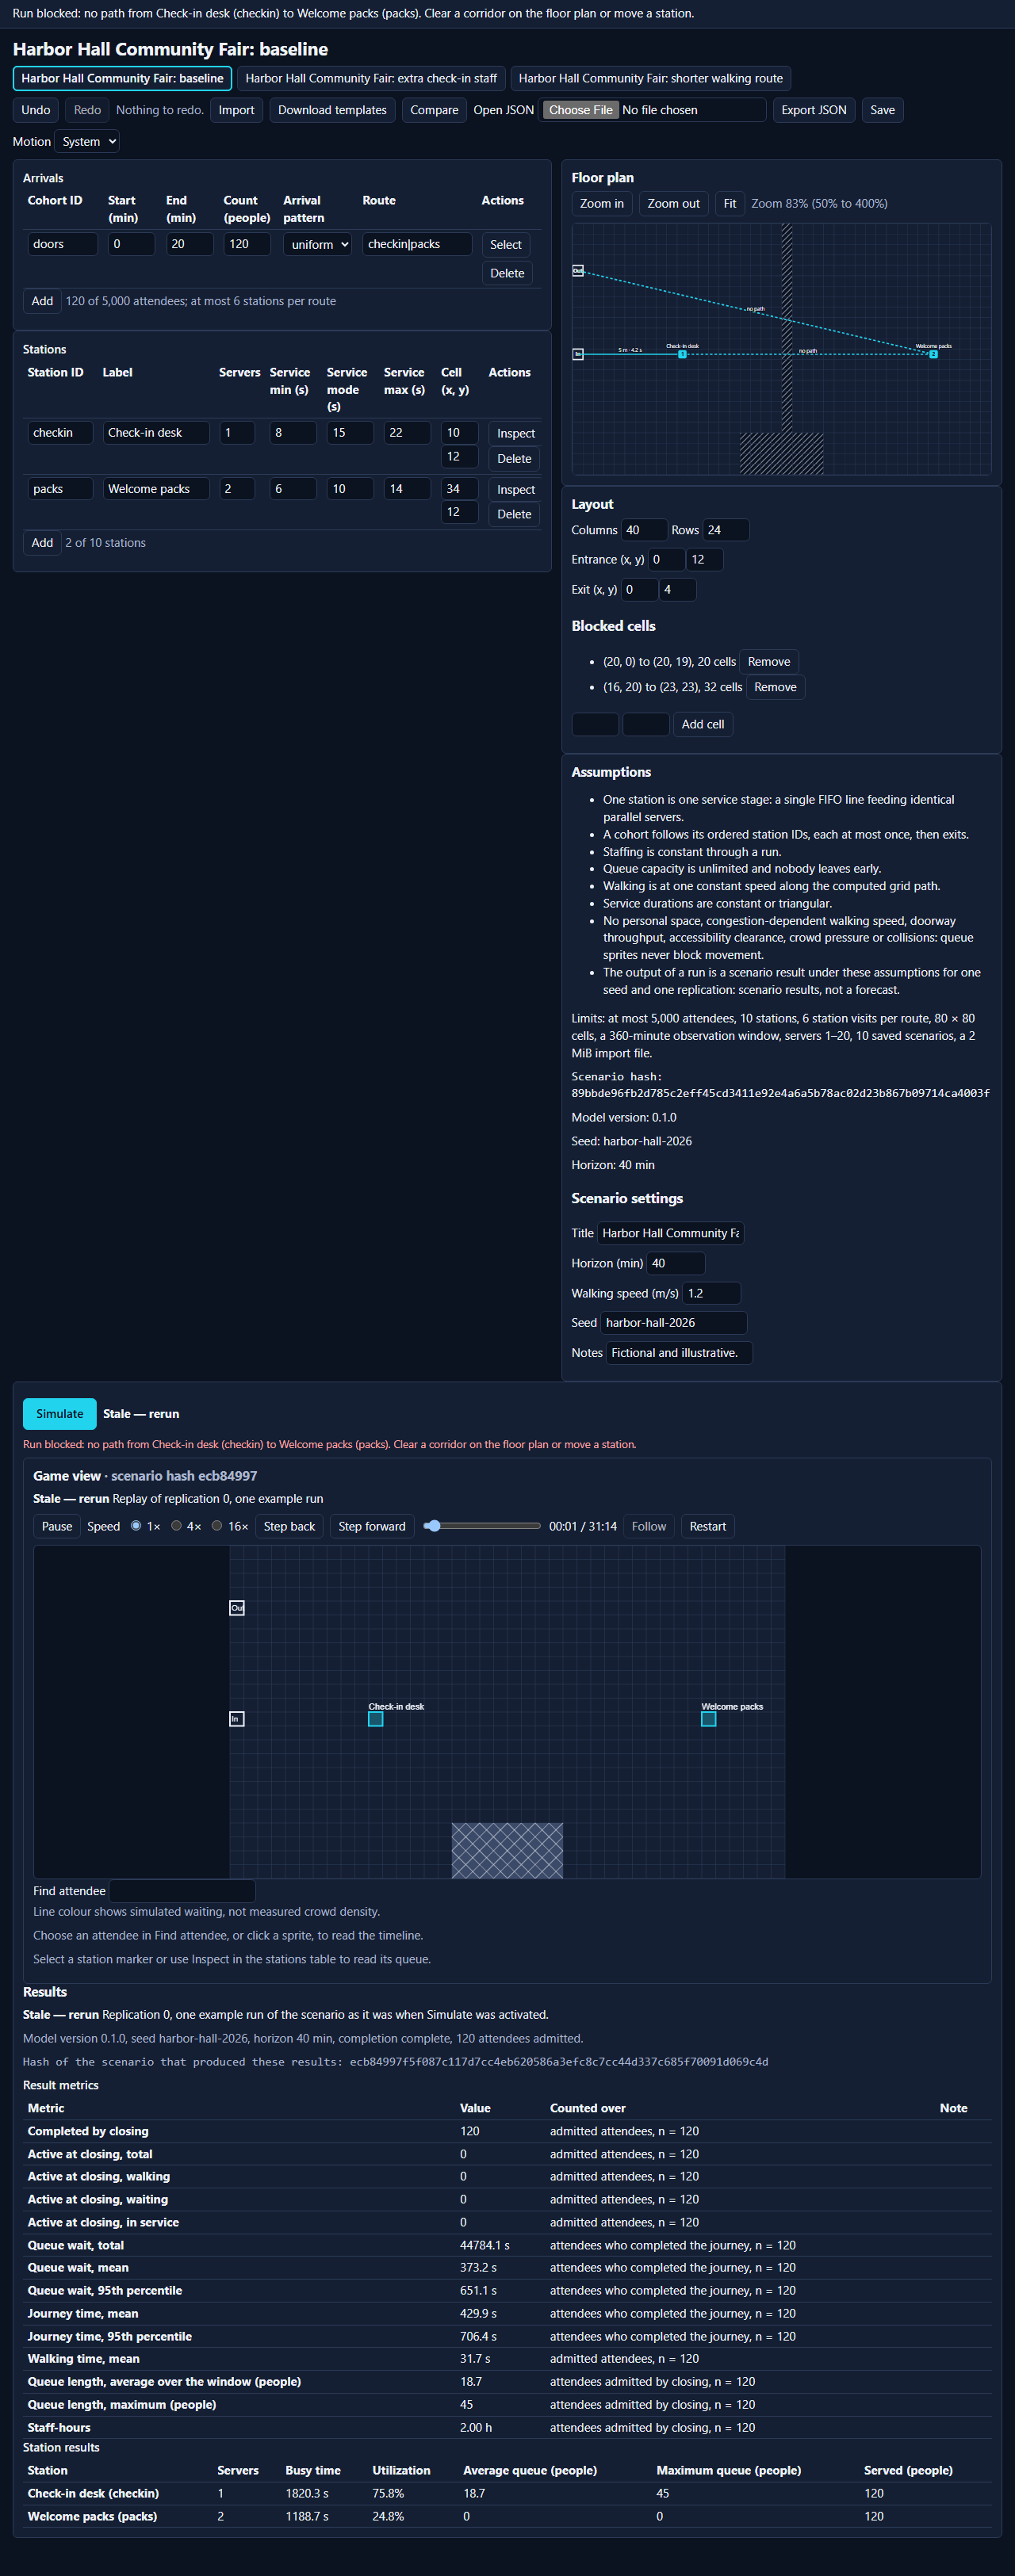 Run blocked: no path from Check-in desk (checkin) to Welcome packs (packs). Clear a corridor on the floor plan or move a station.
Harbor Hall Community Fair: baseline
Harbor Hall Community Fair: baseline Harbor Hall Community Fair: extra check-in staff Harbor Hall Community Fair: shorter walking route
Undo Redo Nothing to redo. Import Download templates Compare Open JSON Choose File No file chosen Export JSON Save
Motion System
Arrivals
Cohort ID Start (min) End (min) Count (people) Arrival pattern Route Actions
doors 0 20 120 uniform checkin|packs Select
Delete
Add 120 of 5,000 attendees; at most 6 stations per route
Stations
Station ID Label Servers Service min (s) Service mode (s) Service max (s) Cell (x, y) Actions
checkin Check-in desk 1 8 15 22 10 Inspect
12 Delete
packs Welcome packs 2 6 10 14 34 Inspect
12 Delete
Add 2 of 10 stations
Floor plan
Zoom in Zoom out Fit Zoom 83% (50% to 400%)
Out
no path
Check-in desk Welcome packs
In 5 m · 4.2 s 1 no path 2
Layout
Columns 40 Rows 24
Entrance (x, y) 0 12
Exit (x, y) 0 4
Blocked cells
• (20, 0) to (20, 19), 20 cells Remove
• (16, 20) to (23, 23), 32 cells Remove
Add cell
Assumptions
• One station is one service stage: a single FIFO line feeding identical
parallel servers.
• A cohort follows its ordered station IDs, each at most once, then exits.
• Staffing is constant through a run.
• Queue capacity is unlimited and nobody leaves early.
• Walking is at one constant speed along the computed grid path.
• Service durations are constant or triangular.
• No personal space, congestion-dependent walking speed, doorway
throughput, accessibility clearance, crowd pressure or collisions: queue
sprites never block movement.
• The output of a run is a scenario result under these assumptions for one
seed and one replication: scenario results, not a forecast.
Limits: at most 5,000 attendees, 10 stations, 6 station visits per route, 80 × 80
cells, a 360-minute observation window, servers 1–20, 10 saved scenarios, a 2
MiB import file.
Scenario hash:
89bbde96fb2d785c2eff45cd3411e92e4a6a5b78ac02d23b867b09714ca4003f
Model version: 0.1.0
Seed: harbor-hall-2026
Horizon: 40 min
Scenario settings
Title Harbor Hall Community Fa
Horizon (min) 40
Walking speed (m/s) 1.2
Seed harbor-hall-2026
Notes Fictional and illustrative.
Simulate Stale — rerun
Run blocked: no path from Check-in desk (checkin) to Welcome packs (packs). Clear a corridor on the floor plan or move a station.
Game view · scenario hash ecb84997
Stale — rerun Replay of replication 0, one example run
Pause Speed 1× 4× 16× Step back Step forward 00:01 / 31:14 Follow Restart
Out
Check-in desk Welcome packs
In
Find attendee
Line colour shows simulated waiting, not measured crowd density.
Choose an attendee in Find attendee, or click a sprite, to read the timeline.
Select a station marker or use Inspect in the stations table to read its queue.
Results
Stale — rerun Replication 0, one example run of the scenario as it was when Simulate was activated.
Model version 0.1.0, seed harbor-hall-2026, horizon 40 min, completion complete, 120 attendees admitted.
Hash of the scenario that produced these results: ecb84997f5f087c117d7cc4eb620586a3efc8c7cc44d337c685f70091d069c4d
Result metrics
Metric Value Counted over Note
Completed by closing 120 admitted attendees, n = 120
Active at closing, total 0 admitted attendees, n = 120
Active at closing, walking 0 admitted attendees, n = 120
Active at closing, waiting 0 admitted attendees, n = 120
Active at closing, in service 0 admitted attendees, n = 120
Queue wait, total 44784.1 s attendees who completed the journey, n = 120
Queue wait, mean 373.2 s attendees who completed the journey, n = 120
Queue wait, 95th percentile 651.1 s attendees who completed the journey, n = 120
Journey time, mean 429.9 s attendees who completed the journey, n = 120
Journey time, 95th percentile 706.4 s attendees who completed the journey, n = 120
Walking time, mean 31.7 s admitted attendees, n = 120
Queue length, average over the window (people) 18.7 attendees admitted by closing, n = 120
Queue length, maximum (people) 45 attendees admitted by closing, n = 120
Staff-hours 2.00 h attendees admitted by closing, n = 120
Station results
Station Servers Busy time Utilization Average queue (people) Maximum queue (people) Served (people)
Check-in desk (checkin) 1 1820.3 s 75.8% 18.7 45 120
Welcome packs (packs) 2 1188.7 s 24.8% 0 0 120